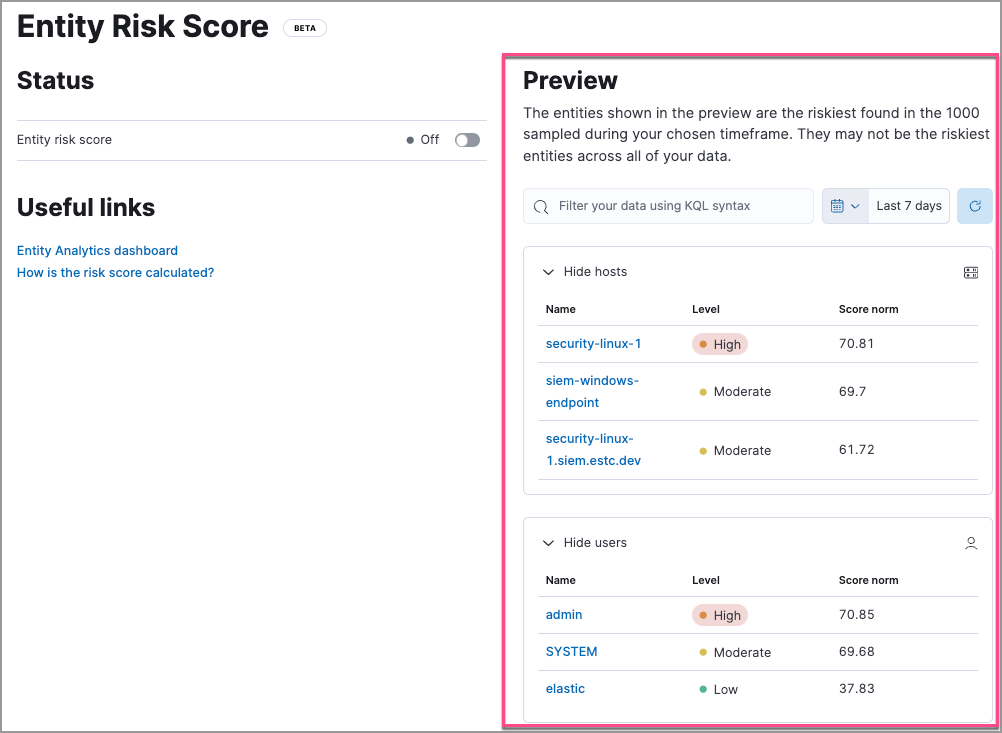 Entity Risk Score BETA
Status
Entity risk score Off
Useful links
Entity Analytics dashboard
How is the risk score calculated?
Preview
The entities shown in the preview are the riskiest found in the 1000
sampled during your chosen timeframe. They may not be the riskiest
entities across all of your data.
Filter your data using KQL syntax Last 7 days
Hide hosts
Name Level Score norm
security-linux-1 High 70.81
siem-windows-
endpoint Moderate 69.7
security-linux-
1.siem.estc.dev Moderate 61.72
Hide users
Name Level Score norm
admin High 70.85
SYSTEM Moderate 69.68
elastic Low 37.83